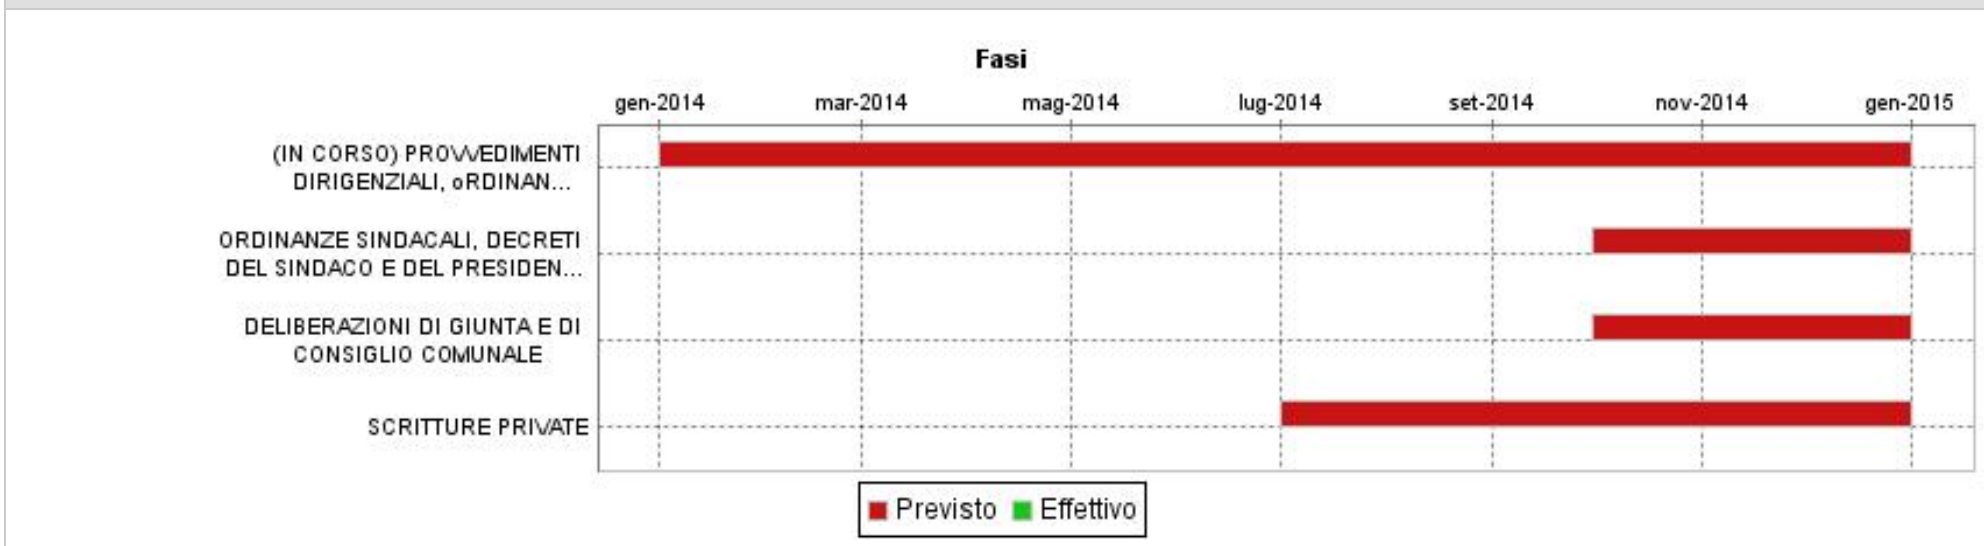 Fasi
gen-2014 mar-2014 mag-2014 lug-2014 set-2014 nov-2014 gen-2015
(IN CORSO) PROVVEDIMENTI
DIRIGENZIALI, oRDINAN...
ORDINANZE SINDACALI, DECRETI
DEL SINDACO E DEL PRESIDEN...
DELIBERAZIONI DI GIUNTA E DI
CONSIGLIO COMUNALE
SCRITTURE PRIVATE
Previsto Effettivo